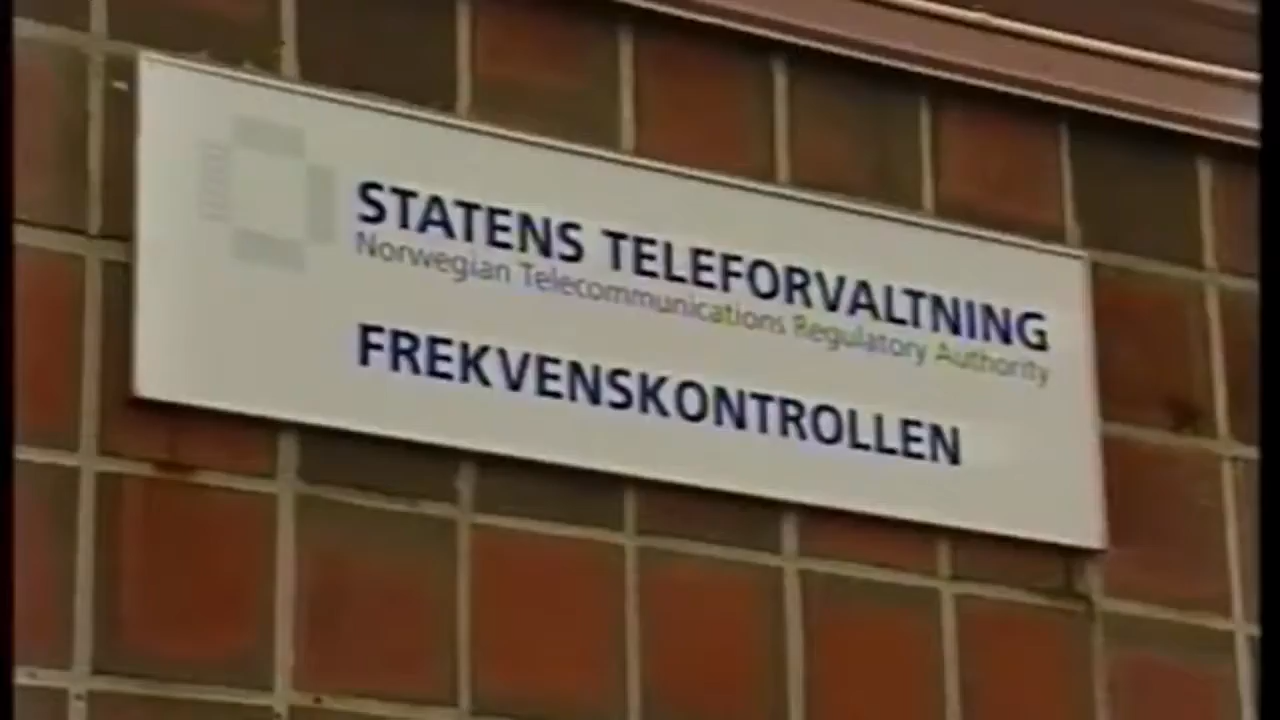 STATENS TELEFORVALTNING
Norwegian Telecommunications Regulatory Authority
FREKVENSKONTROLLEN